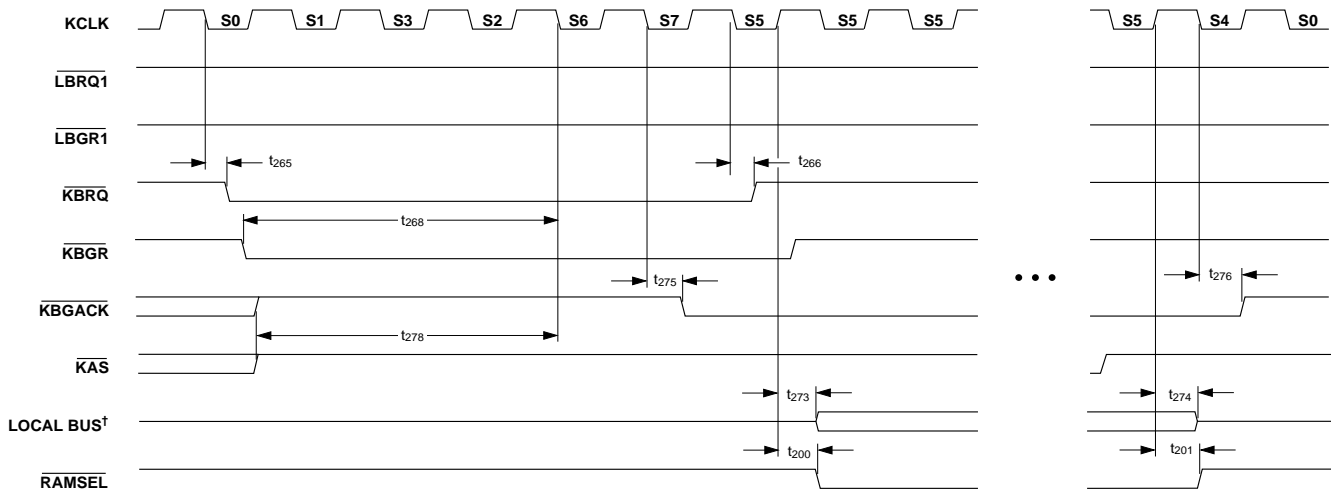 KCLK S0 S1 S3 S2 S6 S7 S5 S5 S5 S5 S4 S0
LBRQ1
LBGR1
t265 t266
KBRQ
t268
KBGR
t275 • • • t276
KBGACK
t278
KAS
t273 t274
LOCAL BUS†
t200 t201
RAMSEL